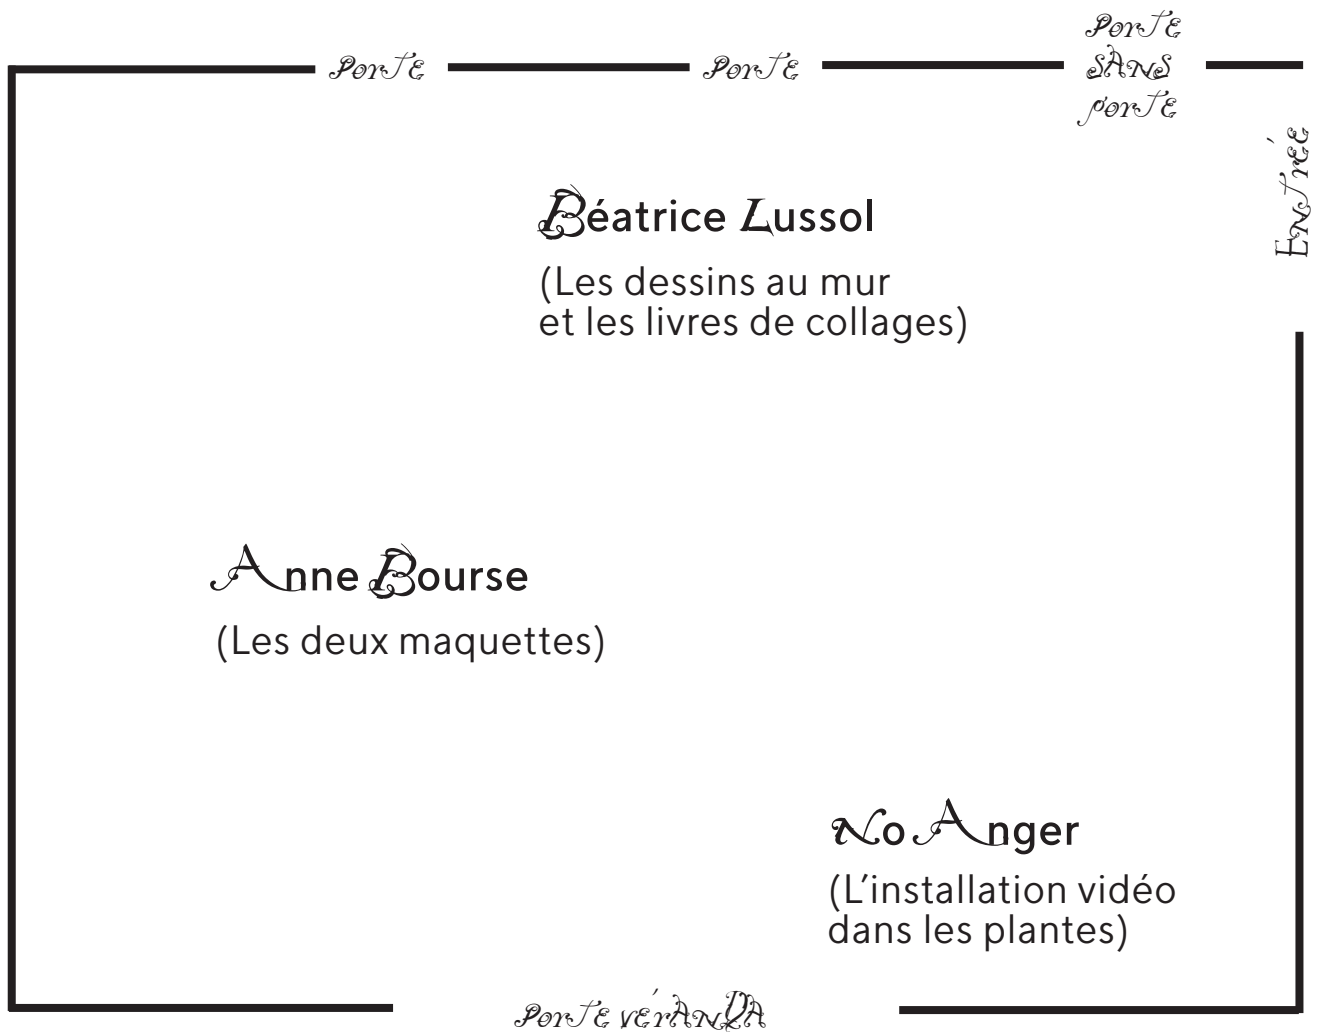 Porte
Porte
Porte
sans
porte
Entrée
Béatrice Lussol
(Les dessins au mur
et les livres de collages)
Anne Bourse
(Les deux maquettes)
No Anger
(L’installation vidéo
dans les plantes)
Porte véranda